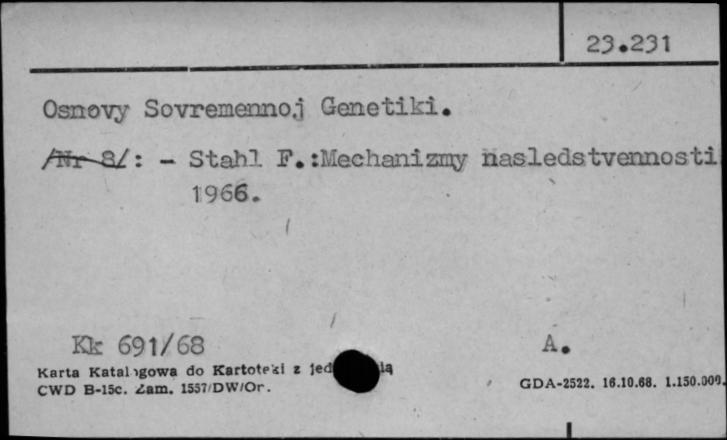 23.231
Osnovy Sovremennoj Genetiki.
/Nr 8/: - Stahl F.:Mechanizmy nasledstvennosti
1966.
Kk 691/68
A.
Karta Katalogowa do Kartoteki z
CWD B-15c. Zam. 1557/DW/Or.
GDA-2522. 16.10.68. 1.150.000.